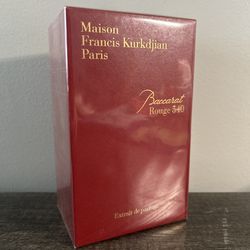 Maison
Francis Kurkdjian
Paris
Baccarat
Rouge 540
Extrait de parfum